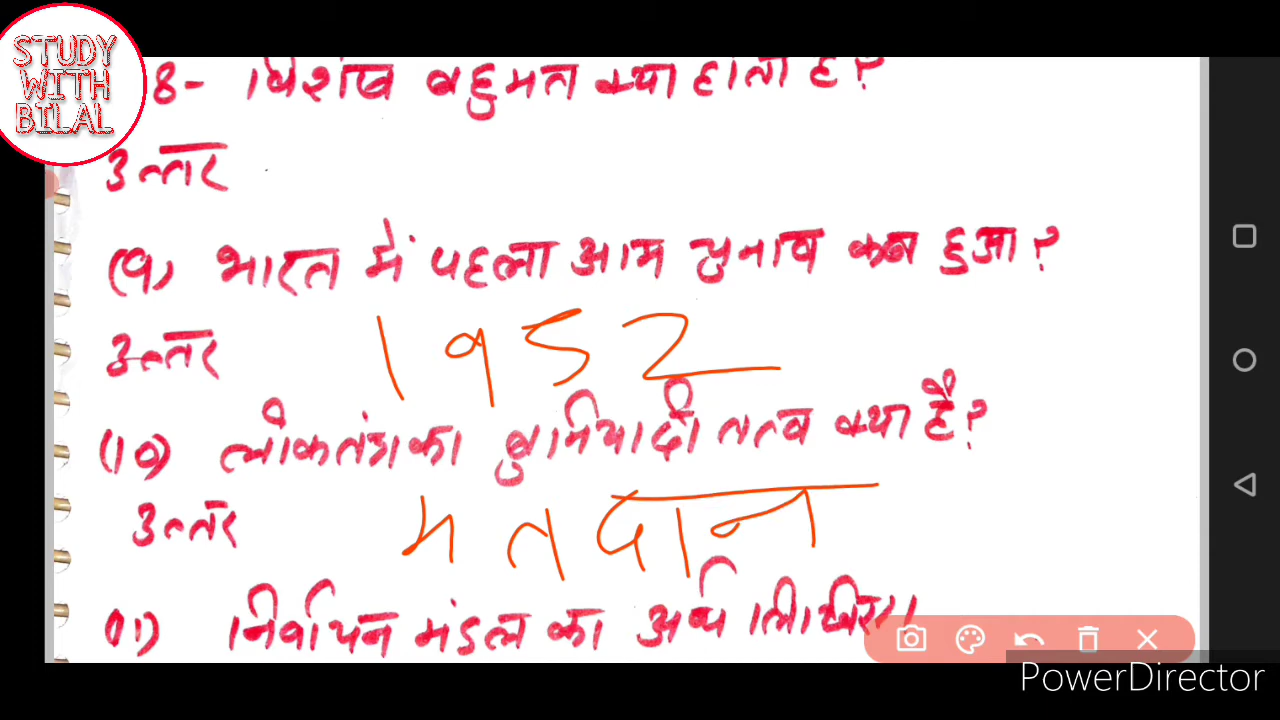 STUDY
WITH
BILAL
8- विशेष बहुमत क्या होता है?
उत्तर
(9) भारत में पहला आम चुनाव कब हुआ?
उत्तर 1952
(10) लोकतंत्र का बुनियादी तत्व क्या है?
उत्तर मतदान
11) निर्वाचन मंडल का अर्थ लिखिए।
PowerDirector